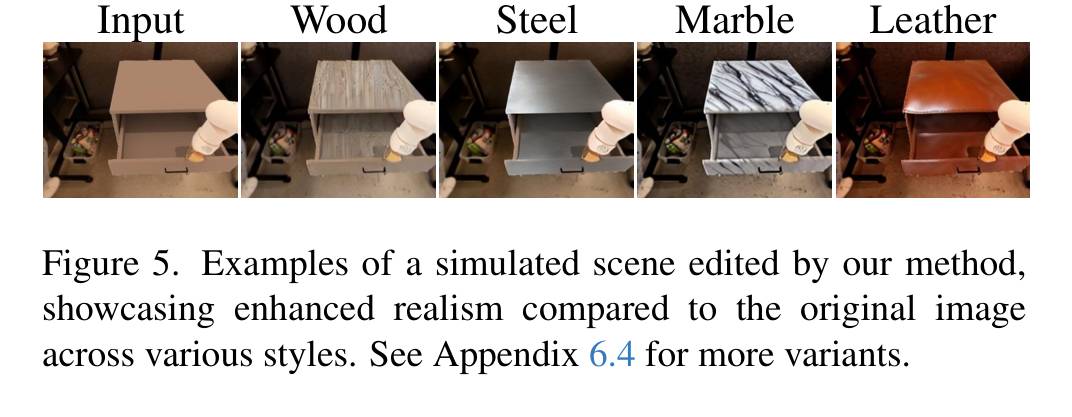 Input Wood Steel Marble Leather
Figure 5. Examples of a simulated scene edited by our method,
showcasing enhanced realism compared to the original image
across various styles. See Appendix 6.4 for more variants.